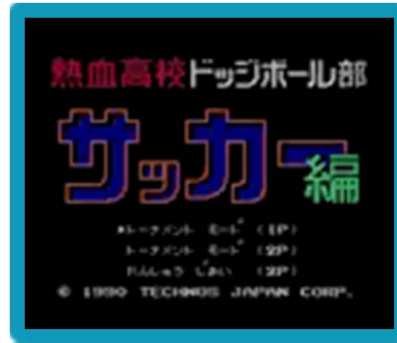 熱血高校ドッジボール部
サッカー編
トーナメント モード (1P)
トーナメント モード (2P)
れんしゅう じあい (2P)
© 1990 TECHNOS JAPAN CORP.